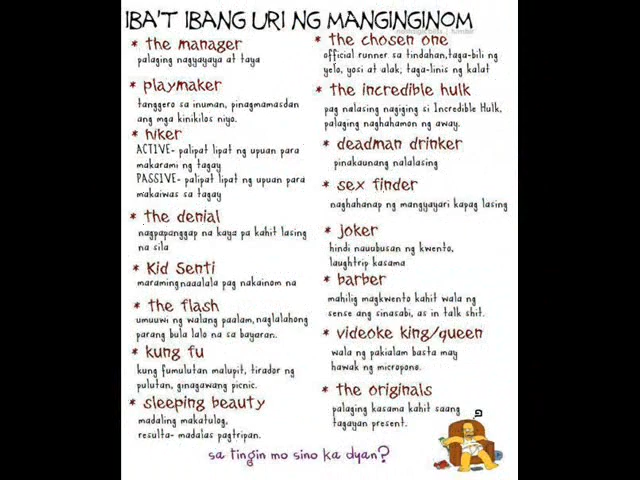 IBA'T IBANG URI NG MANGINGINOM
* the manager
palaging nagyayaya at taya
* playmaker
tanggero sa inuman, pinagmamasdan
ang mga kinikilos niyo.
* hiker
ACTIVE- palipat lipat ng upuan para
makarami ng tagay
PASSIVE- palipat lipat ng upuan para
makaiwas sa tagay
* the denial
nagpapanggap na kaya pa kahit lasing
na sila
* Kid Senti
maraming naaalala pag nakainom na
* the flash
umuuwi ng walang paalam, naglalahong
parang bula lalo na sa bayaran.
* kung fu
kung fumulutan malupit, tirador ng
pulutan, ginagawang picnic.
* sleeping beauty
madaling makatulog,
resulta- madalas pagtripan.
* the chosen one
official runner sa tindahan,taga-bili ng
yelo, yosi at alak; taga-linis ng kalat
* the incredible hulk
pag nalasing nagiging si Incredible Hulk,
palaging naghahamon ng away.
* deadman drinker
pinakaunang nalalasing
* sex finder
naghahanap ng mangyayari kapag lasing
* joker
hindi nauubusan ng kwento,
laughtrip kasama
* barber
mahilig magkwento kahit wala ng
sense ang sinasabi, as in talk shit.
* videoke king/queen
wala ng pakialam basta may
hawak ng micropono.
* the originals
palaging kasama kahit saang
tagayan present.
sa tingin mo sino ka dyan?